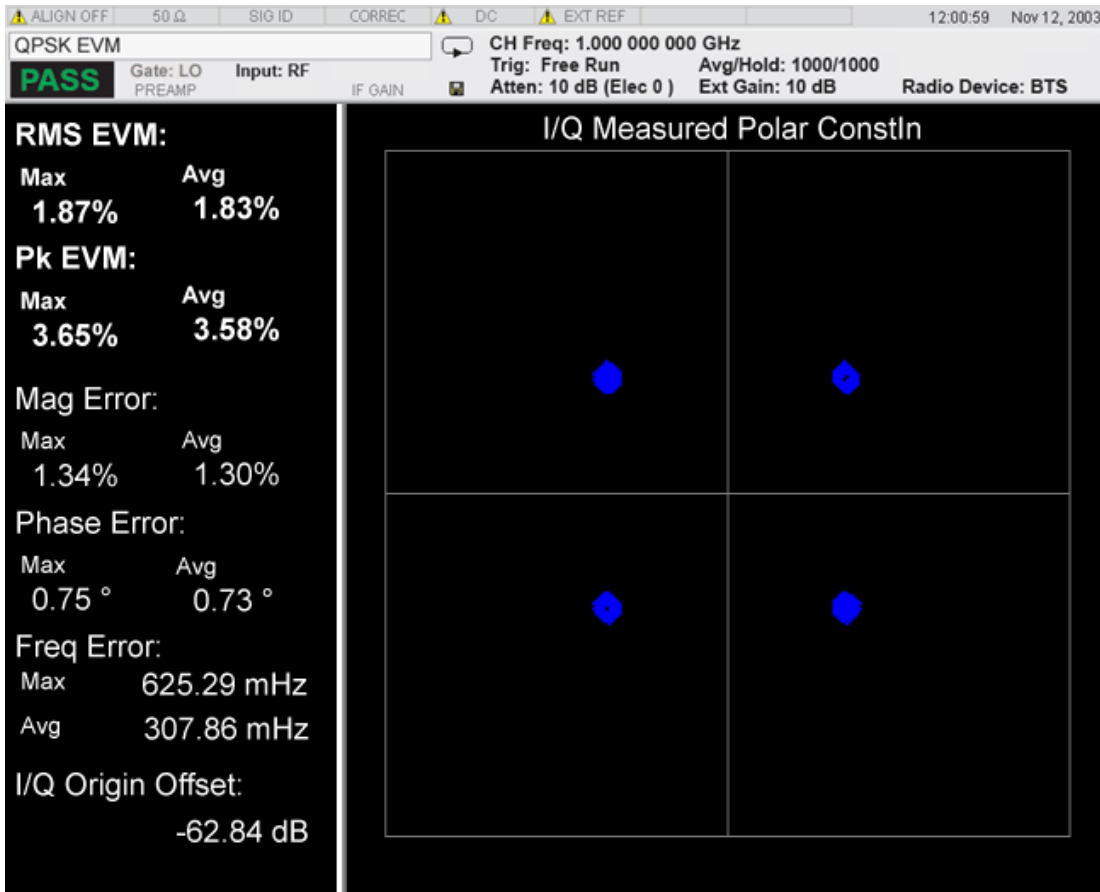 ALIGN OFF 50 Ω SIG ID CORREC DC EXT REF 12:00:59 Nov 12, 2003
QPSK EVM
CH Freq: 1.000 000 000 GHz
PASS Gate: LO Input: RF Trig: Free Run Avg/Hold: 1000/1000
PREAMP IF GAIN Atten: 10 dB (Elec 0 ) Ext Gain: 10 dB Radio Device: BTS
RMS EVM:
Max Avg
1.87% 1.83%
Pk EVM:
Max Avg
3.65% 3.58%
Mag Error:
Max Avg
1.34% 1.30%
Phase Error:
Max Avg
0.75 ° 0.73 °
Freq Error:
Max 625.29 mHz
Avg 307.86 mHz
I/Q Origin Offset:
-62.84 dB
I/Q Measured Polar Constln